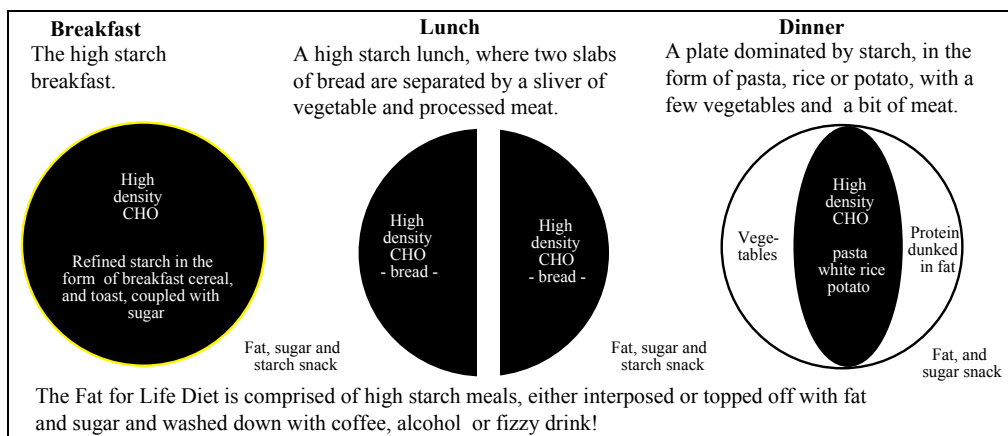 Breakfast
The high starch
breakfast.
High
density
CHO
Refined starch in the
form of breakfast cereal,
and toast, coupled with
sugar
Fat, sugar and
starch snack
Lunch
A high starch lunch, where two slabs
of bread are separated by a sliver of
vegetable and processed meat.
High
density
CHO
- bread -
High
density
CHO
- bread -
Fat, sugar and
starch snack
Dinner
A plate dominated by starch, in the
form of pasta, rice or potato, with a
few vegetables and a bit of meat.
Vege-
tables
High
density
CHO
pasta
white rice
potato
Protein
dunked
in fat
Fat, and
sugar snack
The Fat for Life Diet is comprised of high starch meals, either interposed or topped off with fat
and sugar and washed down with coffee, alcohol or fizzy drink!